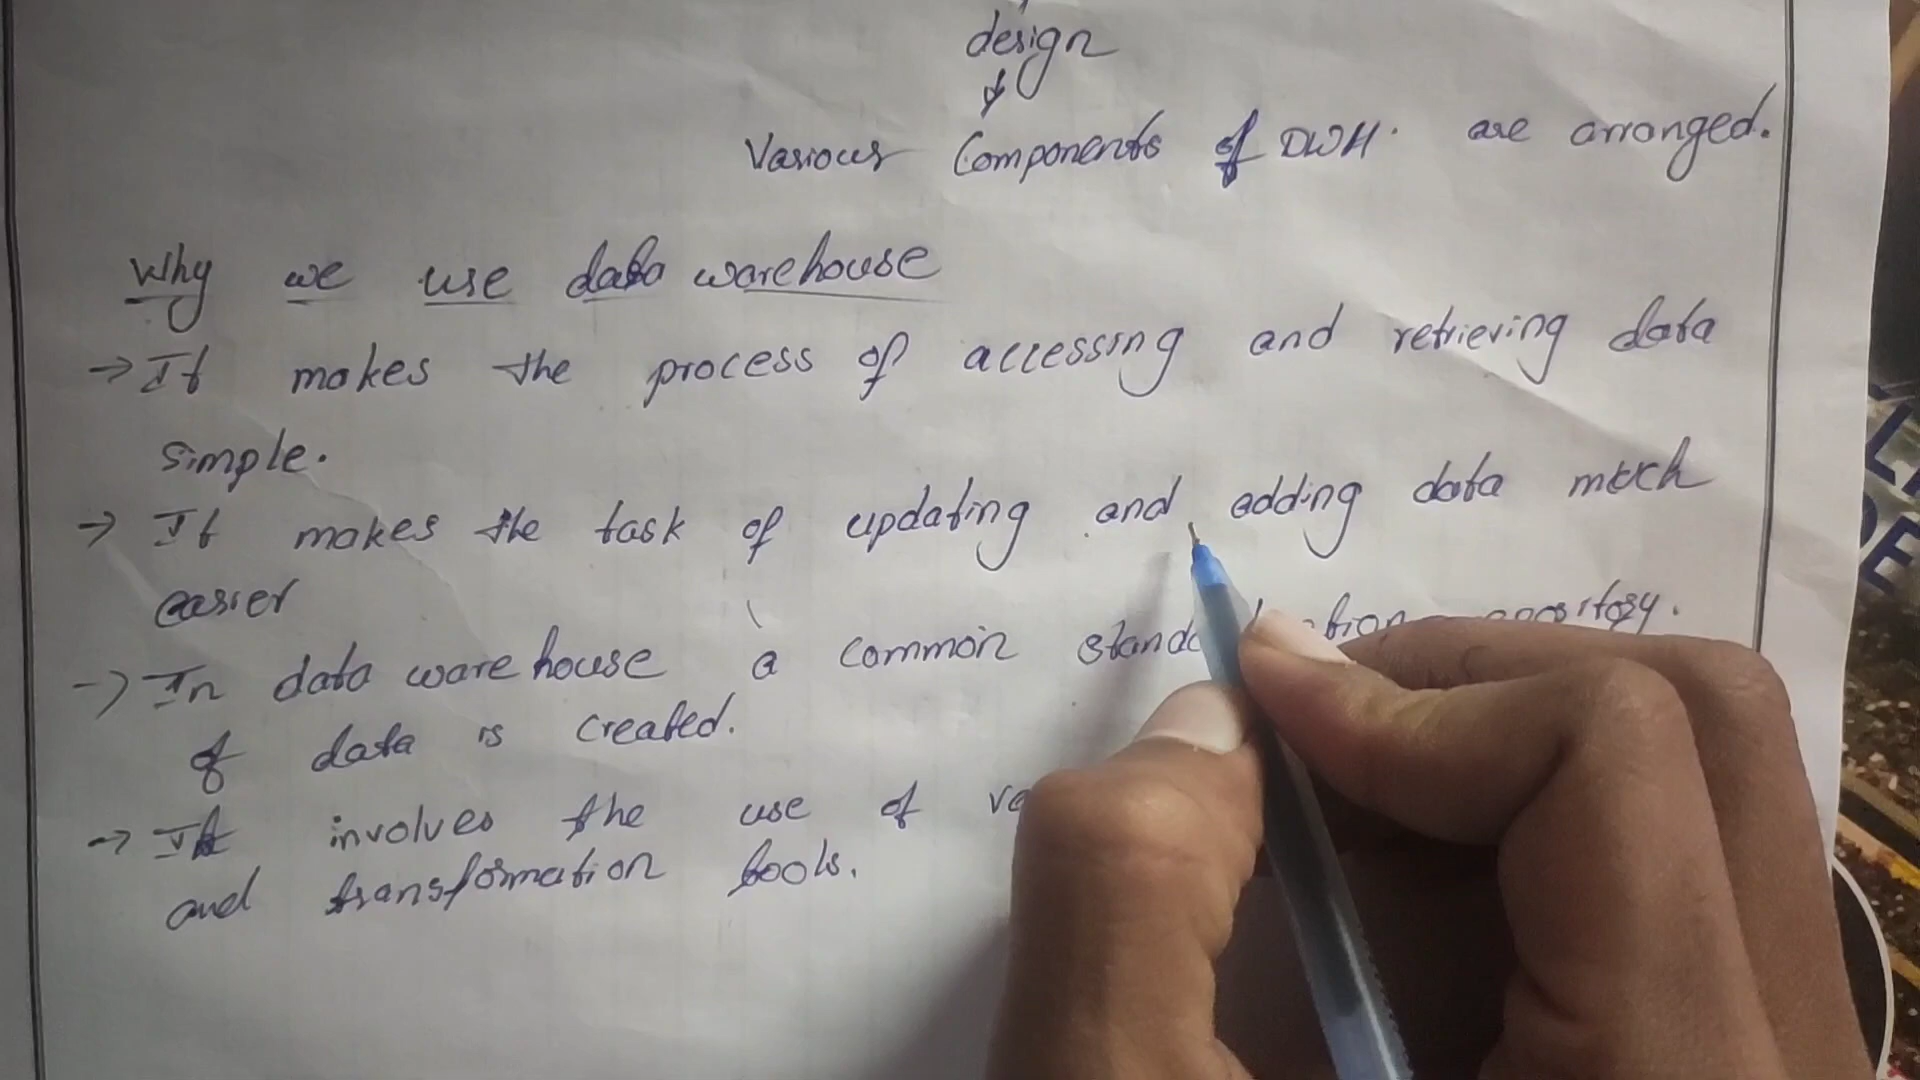 design
Various Components of DWH. are arranged.
Why we use data warehouse
→ It makes the process of accessing and retrieving data
simple.
→ It makes the task of updating and adding data much
easier
→ In data warehouse a common
of data is created.
→ It involves the use of
and transformation tools.